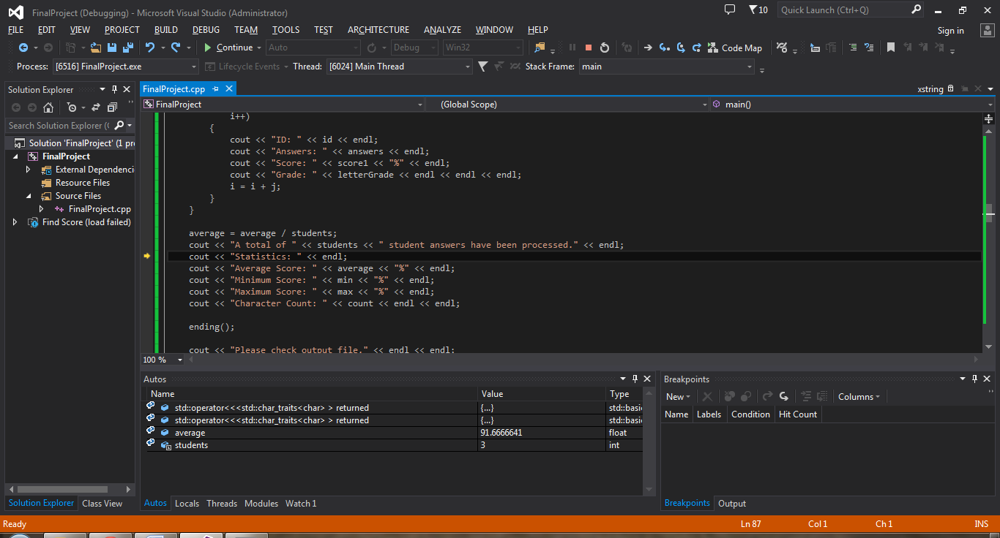 FinalProject (Debugging) - Microsoft Visual Studio (Administrator)
10
Quick Launch (Ctrl+Q)
FILE EDIT VIEW PROJECT BUILD DEBUG TEAM TOOLS TEST ARCHITECTURE ANALYZE WINDOW HELP
Sign in
Continue Auto Debug Win32 Code Map
Process: [6516] FinalProject.exe Lifecycle Events Thread: [6024] Main Thread Stack Frame: main
Solution Explorer
Search Solution Explorer (
Solution 'FinalProject' (1 pr
FinalProject
External Dependenci
Resource Files
Source Files
FinalProject.cpp
Find Score (load failed)
Solution Explorer Class View
FinalProject.cpp
xstring
FinalProject (Global Scope) main()
i++)
{
cout << "ID: " << id << endl;
cout << "Answers: " << answers << endl;
cout << "Score: " << score1 << "%" << endl;
cout << "Grade: " << letterGrade << endl << endl << endl;
i = i + j;
}
}
average = average / students;
cout << "A total of " << students << " student answers have been processed." << endl;
cout << "Statistics: " << endl;
cout << "Average Score: " << average << "%" << endl;
cout << "Minimum Score: " << min << "%" << endl;
cout << "Maximum Score: " << max << "%" << endl;
cout << "Character Count: " << count << endl << endl;
ending();
cout << "Please check output file." << endl << endl;
100 %
Autos
Name Value Type
std::operator<<<std::char_traits<char> > returned {...} std::basi
std::operator<<<std::char_traits<char> > returned {...} std::basi
average 91.6666641 float
students 3 int
Autos Locals Threads Modules Watch 1
Breakpoints
New Columns
Name Labels Condition Hit Count
Breakpoints Output
Ready Ln 87 Col 1 Ch 1 INS